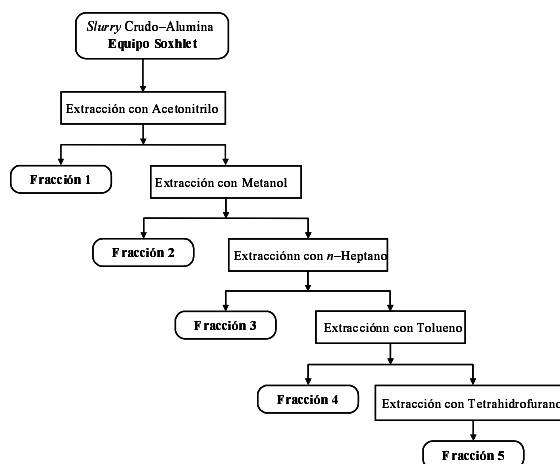 Slurry Crudo–Alumina
Equipo Soxhlet
Extracción con Acetonitrilo
Fracción 1
Extracción con Metanol
Fracción 2
Extracciónn con n–Heptano
Fracción 3
Extracciónn con Tolueno
Fracción 4
Extracción con Tetrahidrofurano
Fracción 5